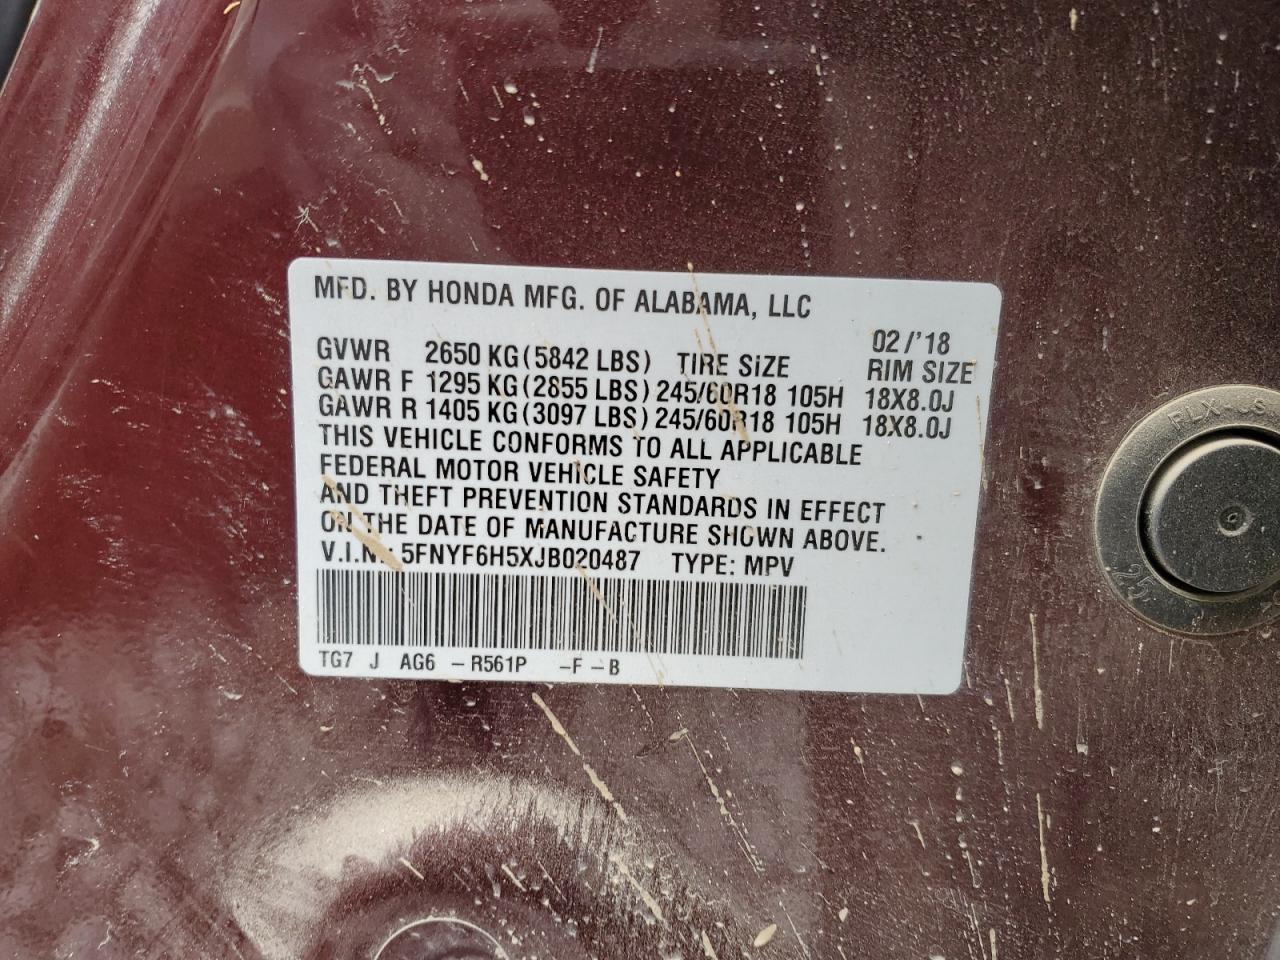 MFD. BY HONDA MFG. OF ALABAMA, LLC
02/'18
GVWR 2650 KG (5842 LBS) TIRE SIZE RIM SIZE
GAWR F 1295 KG (2855 LBS) 245/60R18 105H 18X8.0J
GAWR R 1405 KG (3097 LBS) 245/60R18 105H 18X8.0J
THIS VEHICLE CONFORMS TO ALL APPLICABLE
FEDERAL MOTOR VEHICLE SAFETY
AND THEFT PREVENTION STANDARDS IN EFFECT
ON THE DATE OF MANUFACTURE SHOWN ABOVE.
V.I.N.: 5FNYF6H5XJB020487 TYPE: MPV
TG7 J AG6 – R561P – F – B
25